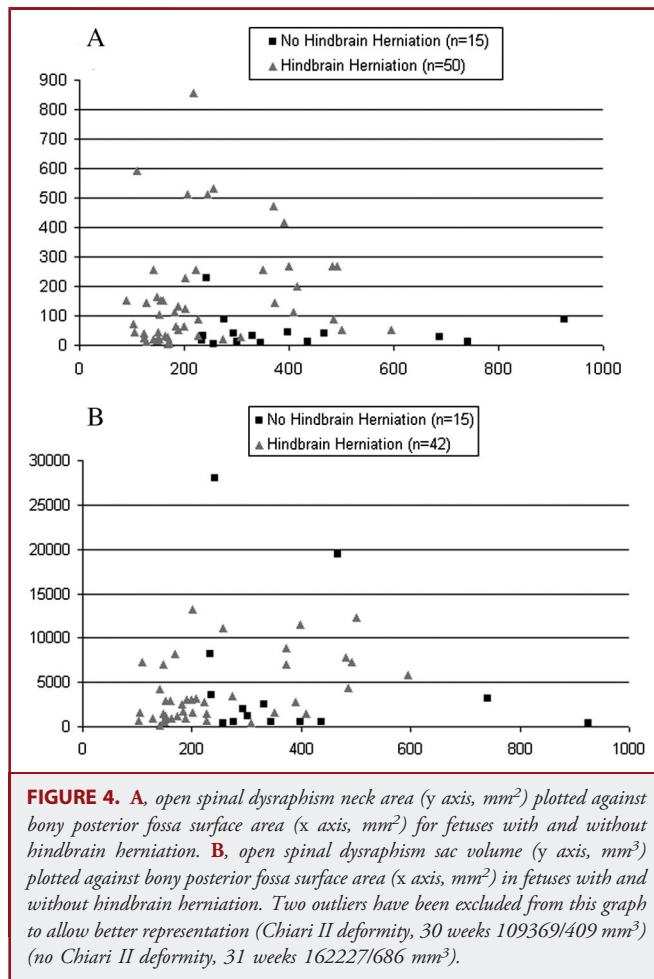 A
No Hindbrain Herniation (n=15)
Hindbrain Herniation (n=50)
900
800
700
600
500
400
300
200
100
0
0 200 400 600 800 1000
B
No Hindbrain Herniation (n=15)
Hindbrain Herniation (n=42)
30000
25000
20000
15000
10000
5000
0
0 200 400 600 800 1000
FIGURE 4. A, open spinal dysraphism neck area (y axis, mm²) plotted against
bony posterior fossa surface area (x axis, mm²) for fetuses with and without
hindbrain herniation. B, open spinal dysraphism sac volume (y axis, mm³)
plotted against bony posterior fossa surface area (x axis, mm²) in fetuses with and
without hindbrain herniation. Two outliers have been excluded from this graph
to allow better representation (Chiari II deformity, 30 weeks 109369/409 mm³)
(no Chiari II deformity, 31 weeks 162227/686 mm³).